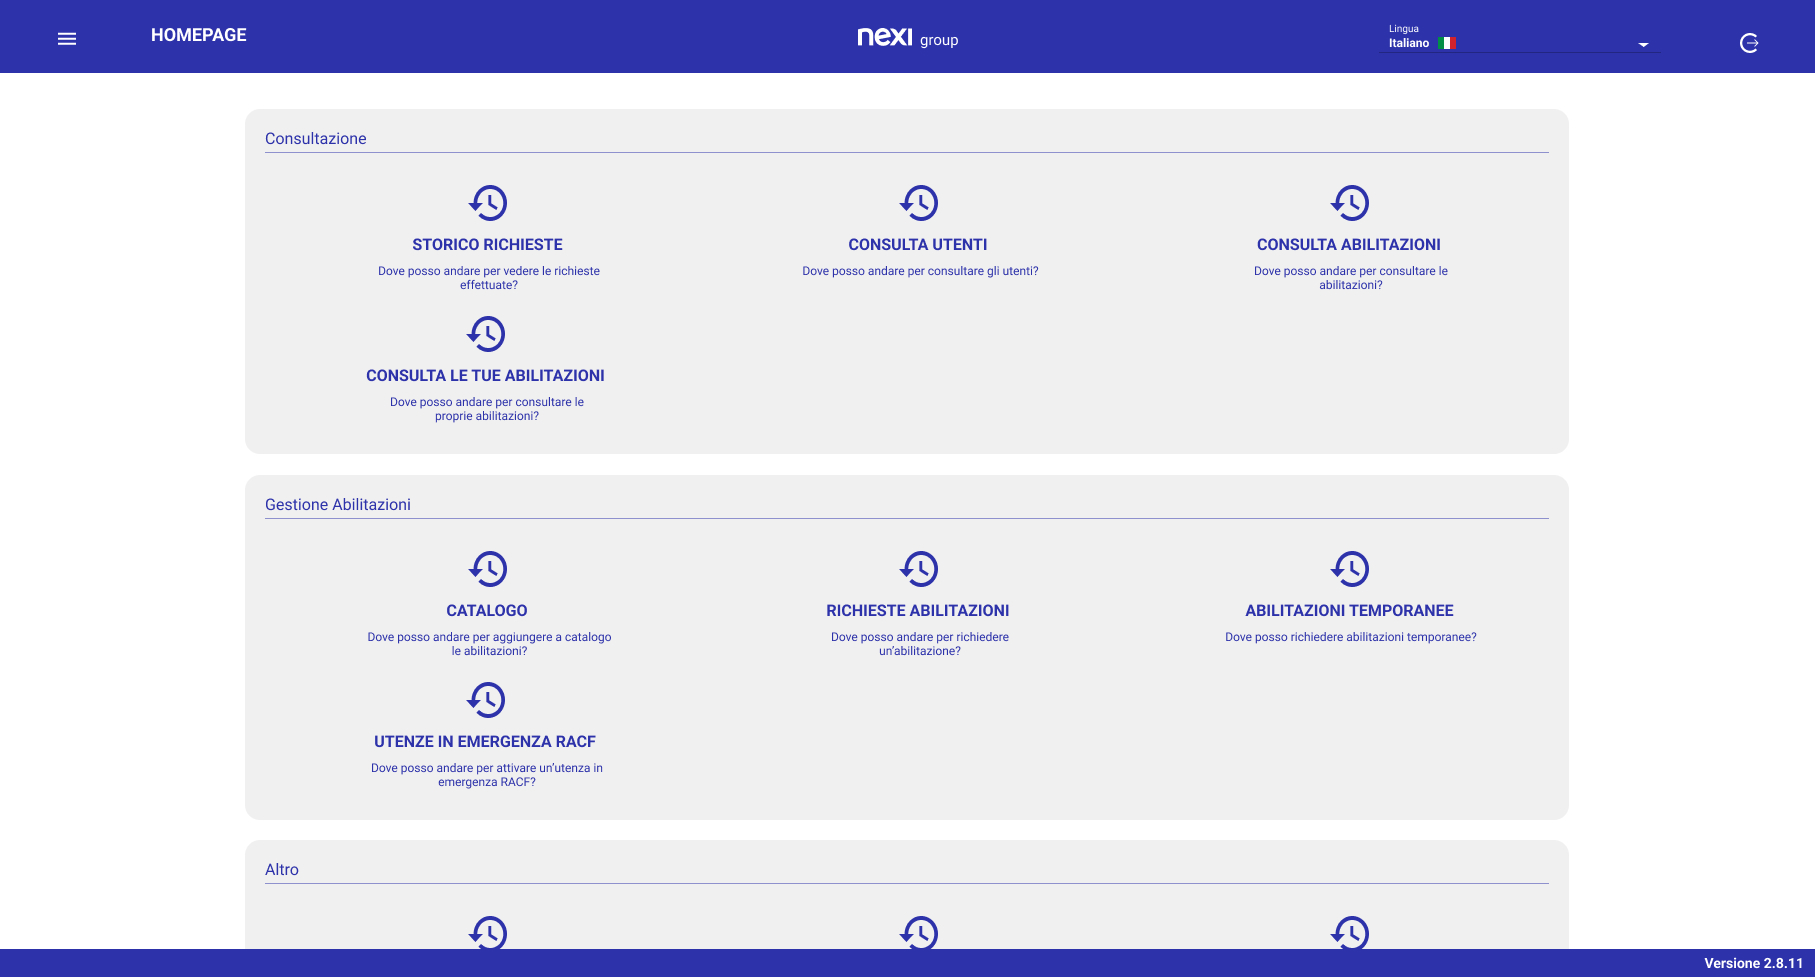 HOMEPAGE
nexi group
Lingua
Italiano
Consultazione
STORICO RICHIESTE
Dove posso andare per vedere le richieste
effettuate?
CONSULTA UTENTI
Dove posso andare per consultare gli utenti?
CONSULTA ABILITAZIONI
Dove posso andare per consultare le
abilitazioni?
CONSULTA LE TUE ABILITAZIONI
Dove posso andare per consultare le
proprie abilitazioni?
Gestione Abilitazioni
CATALOGO
Dove posso andare per aggiungere a catalogo
le abilitazioni?
RICHIESTE ABILITAZIONI
Dove posso andare per richiedere
un'abilitazione?
ABILITAZIONI TEMPORANEE
Dove posso richiedere abilitazioni temporanee?
UTENZE IN EMERGENZA RACF
Dove posso andare per attivare un'utenza in
emergenza RACF?
Altro
Versione 2.8.11